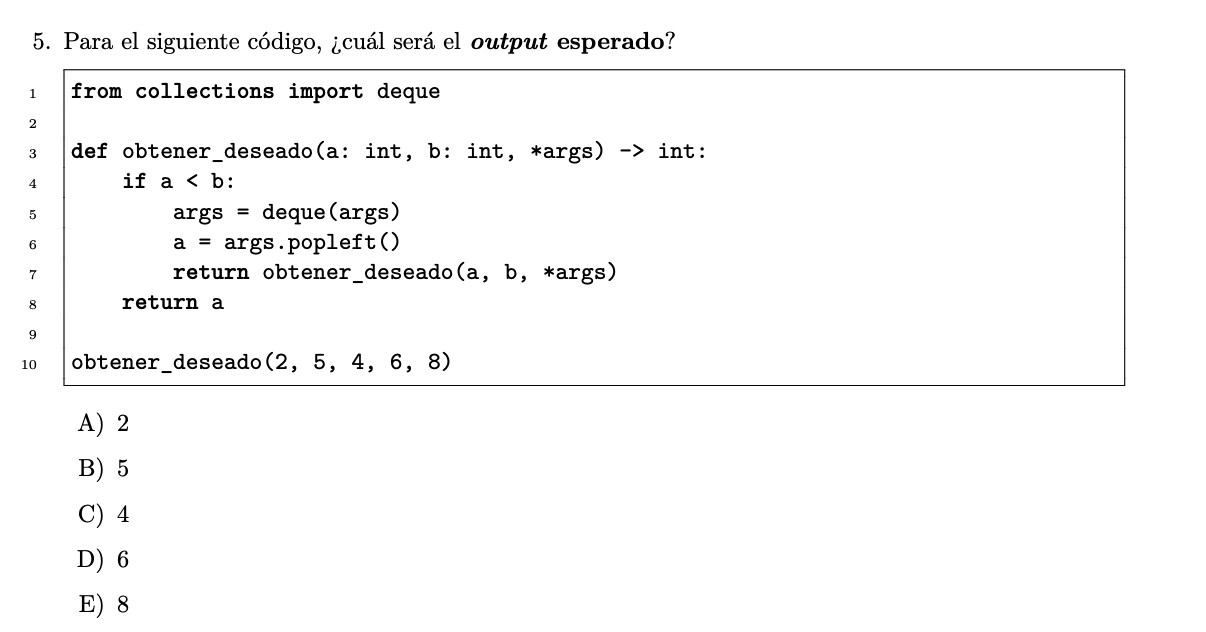 5. Para el siguiente código, ¿cuál será el output esperado?
1 from collections import deque
2
3 def obtener_deseado(a: int, b: int, *args) -> int:
4     if a < b:
5         args = deque(args)
6         a = args.popleft()
7         return obtener_deseado(a, b, *args)
8     return a
9
10 obtener_deseado(2, 5, 4, 6, 8)
A) 2
B) 5
C) 4
D) 6
E) 8